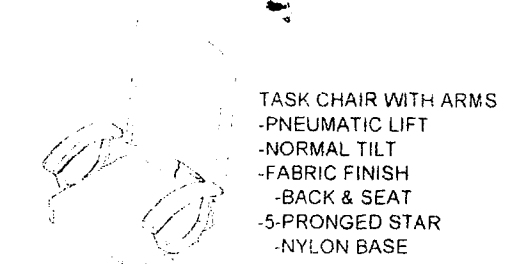 TASK CHAIR WITH ARMS
-PNEUMATIC LIFT
-NORMAL TILT
-FABRIC FINISH
-BACK & SEAT
-5-PRONGED STAR
-NYLON BASE